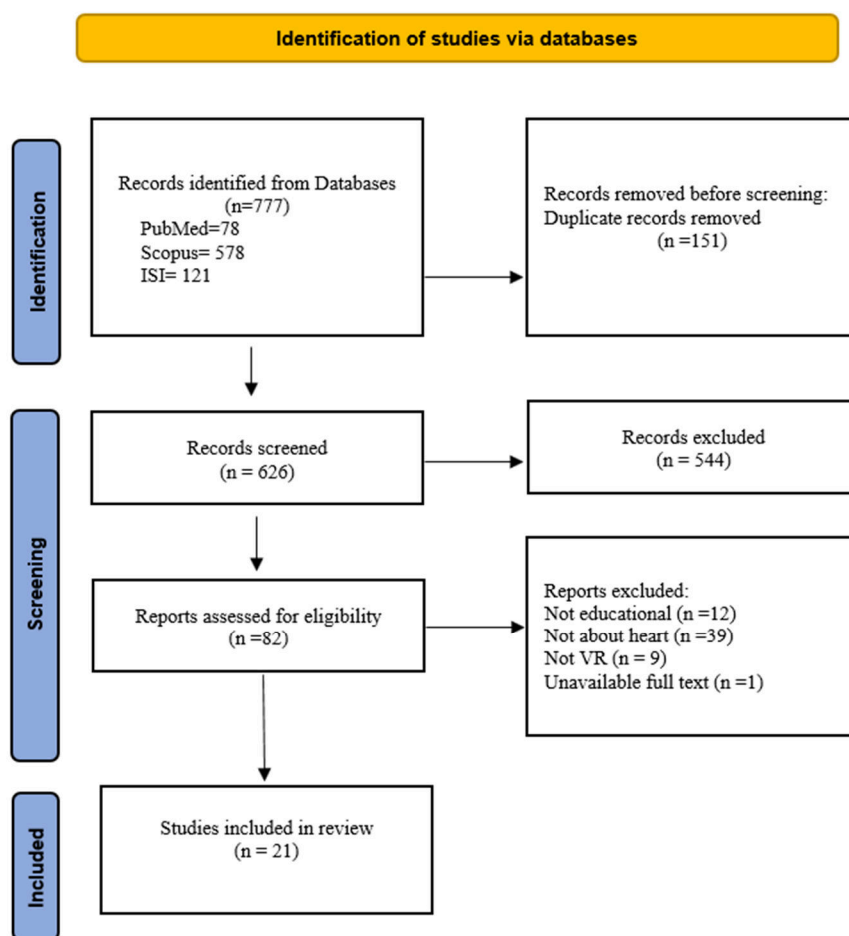 Identification of studies via databases
Identification
Records identified from Databases
(n=777)
PubMed=78
Scopus= 578
ISI= 121
Records removed before screening:
Duplicate records removed
(n =151)
Screening
Records screened
(n = 626)
Records excluded
(n = 544)
Reports assessed for eligibility
(n =82)
Reports excluded:
Not educational (n =12)
Not about heart (n =39)
Not VR (n = 9)
Unavailable full text (n =1)
Included
Studies included in review
(n = 21)